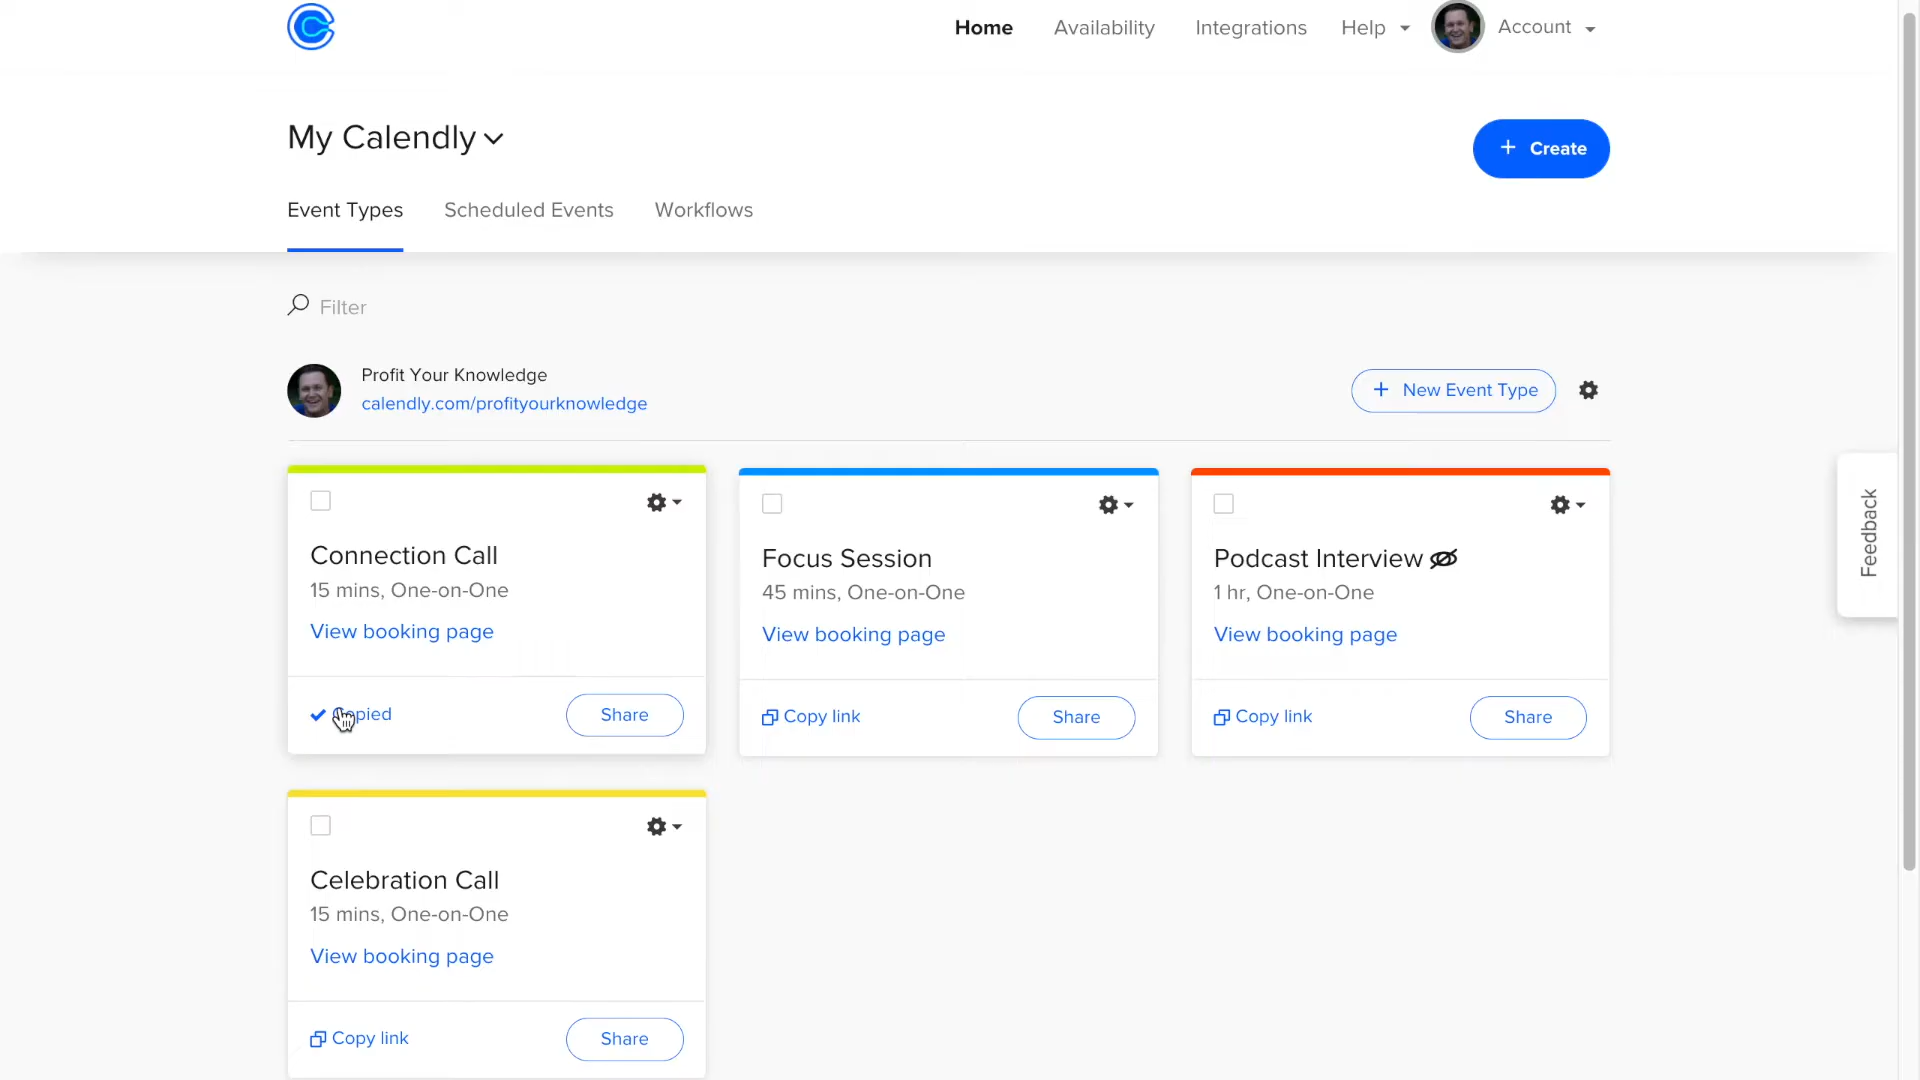 Home Availability Integrations Help Account
My Calendly
+ Create
Event Types Scheduled Events Workflows
Filter
Profit Your Knowledge
calendly.com/profityourknowledge
+ New Event Type
Connection Call
15 mins, One-on-One
View booking page
Copied
Share
Focus Session
45 mins, One-on-One
View booking page
Copy link
Share
Podcast Interview
1 hr, One-on-One
View booking page
Copy link
Share
Celebration Call
15 mins, One-on-One
View booking page
Copy link
Share
Feedback